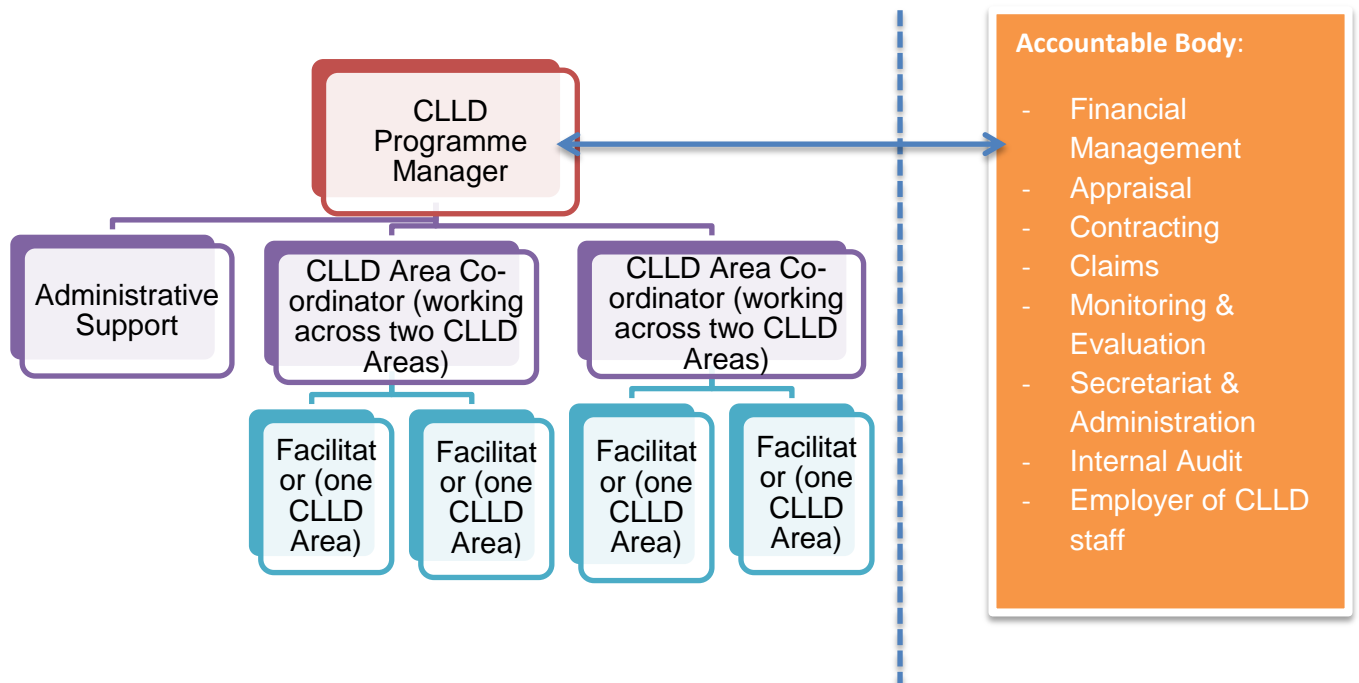 CLLD
Programme
Manager
Administrative
Support
CLLD Area Co-
ordinator (working
across two CLLD
Areas)
CLLD Area Co-
ordinator (working
across two CLLD
Areas)
Facilitat
or (one
CLLD
Area)
Facilitat
or (one
CLLD
Area)
Facilitat
or (one
CLLD
Area)
Facilitat
or (one
CLLD
Area)
Accountable Body:
- Financial
Management
- Appraisal
- Contracting
- Claims
- Monitoring &
Evaluation
- Secretariat &
Administration
- Internal Audit
- Employer of CLLD
staff